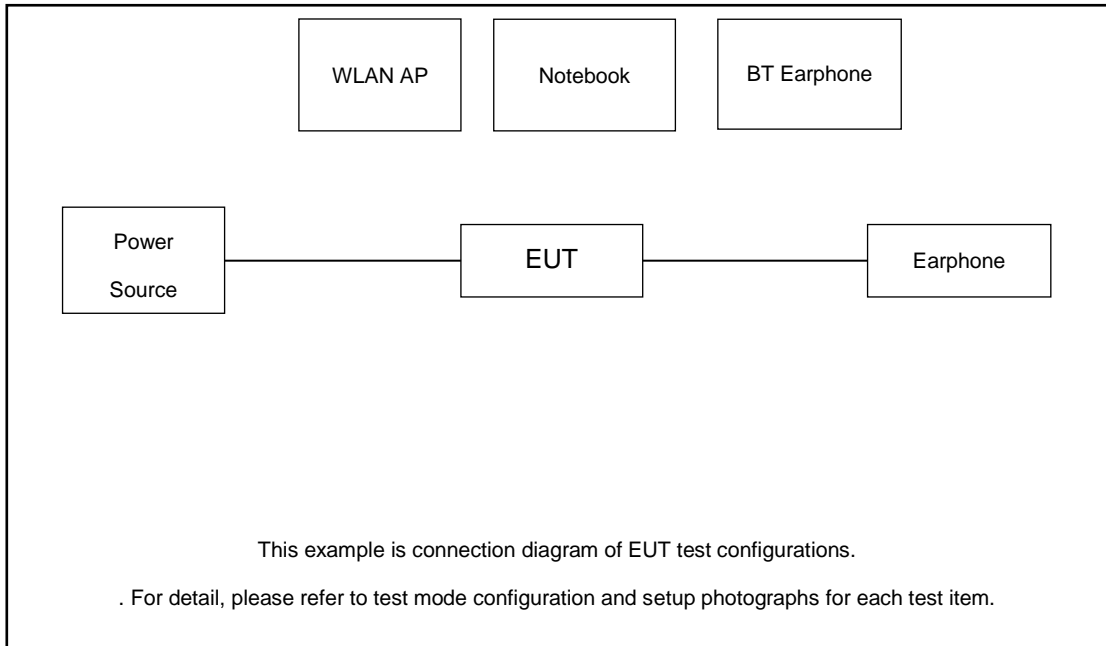 WLAN AP
Notebook
BT Earphone
Power
Source
EUT
Earphone
This example is connection diagram of EUT test configurations.
. For detail, please refer to test mode configuration and setup photographs for each test item.